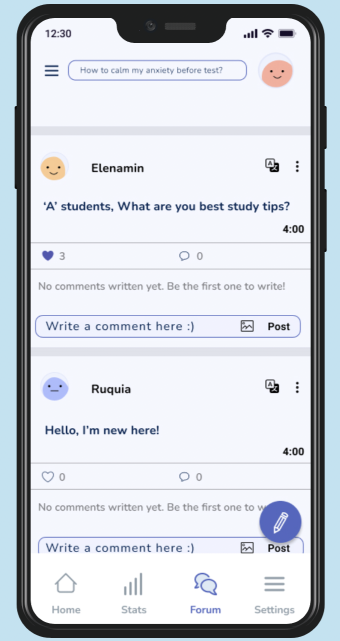 12:30
How to calm my anxiety before test?
Elenamin
‘A’ students, What are you best study tips?
4:00
3
0
No comments written yet. Be the first one to write!
Write a comment here :)
Post
Ruquia
Hello, I’m new here!
4:00
0
0
No comments written yet. Be the first one to w
Write a comment here :)
Post
Home
Stats
Forum
Settings